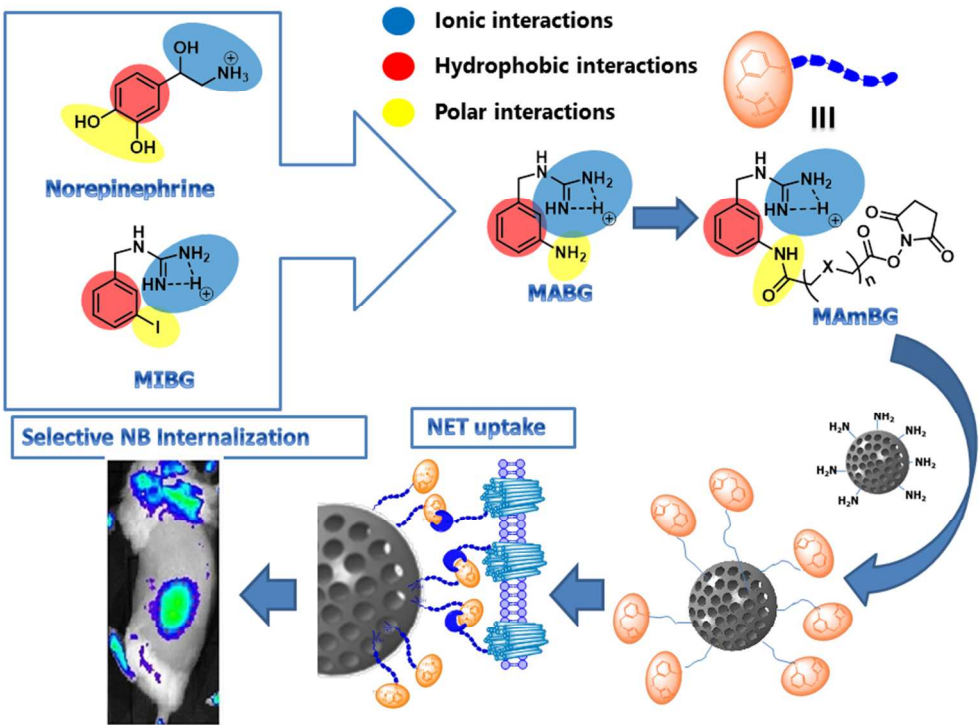 Ionic interactions
Hydrophobic interactions
Polar interactions
OH
NH3
+
HO
OH
Norepinephrine
H
N
NH2
HN
H
+
I
MIBG
H
N
NH2
HN
H
+
NH2
MABG
III
H
N
NH2
HN
H
+
NH
O
X
n
O
O
N
O
O
MAmBG
H2N
NH2
NH2
H2N
NH2
H2N
NH2
Selective NB Internalization
NET uptake